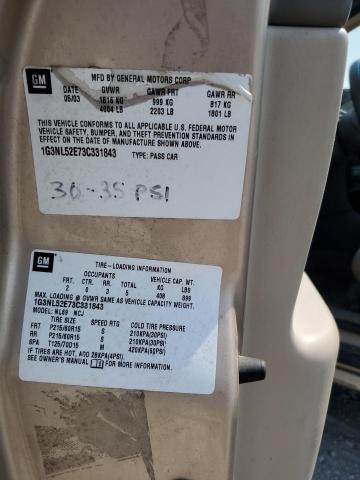 GM
MFD BY GENERAL MOTORS CORP
DATE GVWR GAWR FRT GAWR RR
05/03 1816 KG 999 KG 817 KG
4004 LB 2203 LB 1801 LB
THIS VEHICLE CONFORMS TO ALL APPLICABLE U.S. FEDERAL MOTOR
VEHICLE SAFETY, BUMPER, AND THEFT PREVENTION STANDARDS
IN EFFECT ON THE DATE OF MANUFACTURE SHOWN ABOVE.
1G3NL52E73C331843 TYPE: PASS CAR
30-35 PSI
GM
TIRE-LOADING INFORMATION
OCCUPANTS VEHICLE CAP. WT.
FRT CTR. RR. TOTAL KG LBS
2 0 3 5 408 899
MAX. LOADING @ GVWR SAME AS VEHICLE CAPACITY WEIGHT.
1G3NL52E73C331843
MODEL: NL69 MCJ
TIRE SIZE SPEED RTG COLD TIRE PRESSURE
FRT P215/60R15 S 210KPA(30PSI)
RR P215/60R15 S 210KPA(30PSI)
SPA T125/70D15 M 420KPA(60PSI)
IF TIRES ARE HOT, ADD 28KPA(4PSI).
SEE OWNER'S MANUAL FOR MORE INFORMATION.